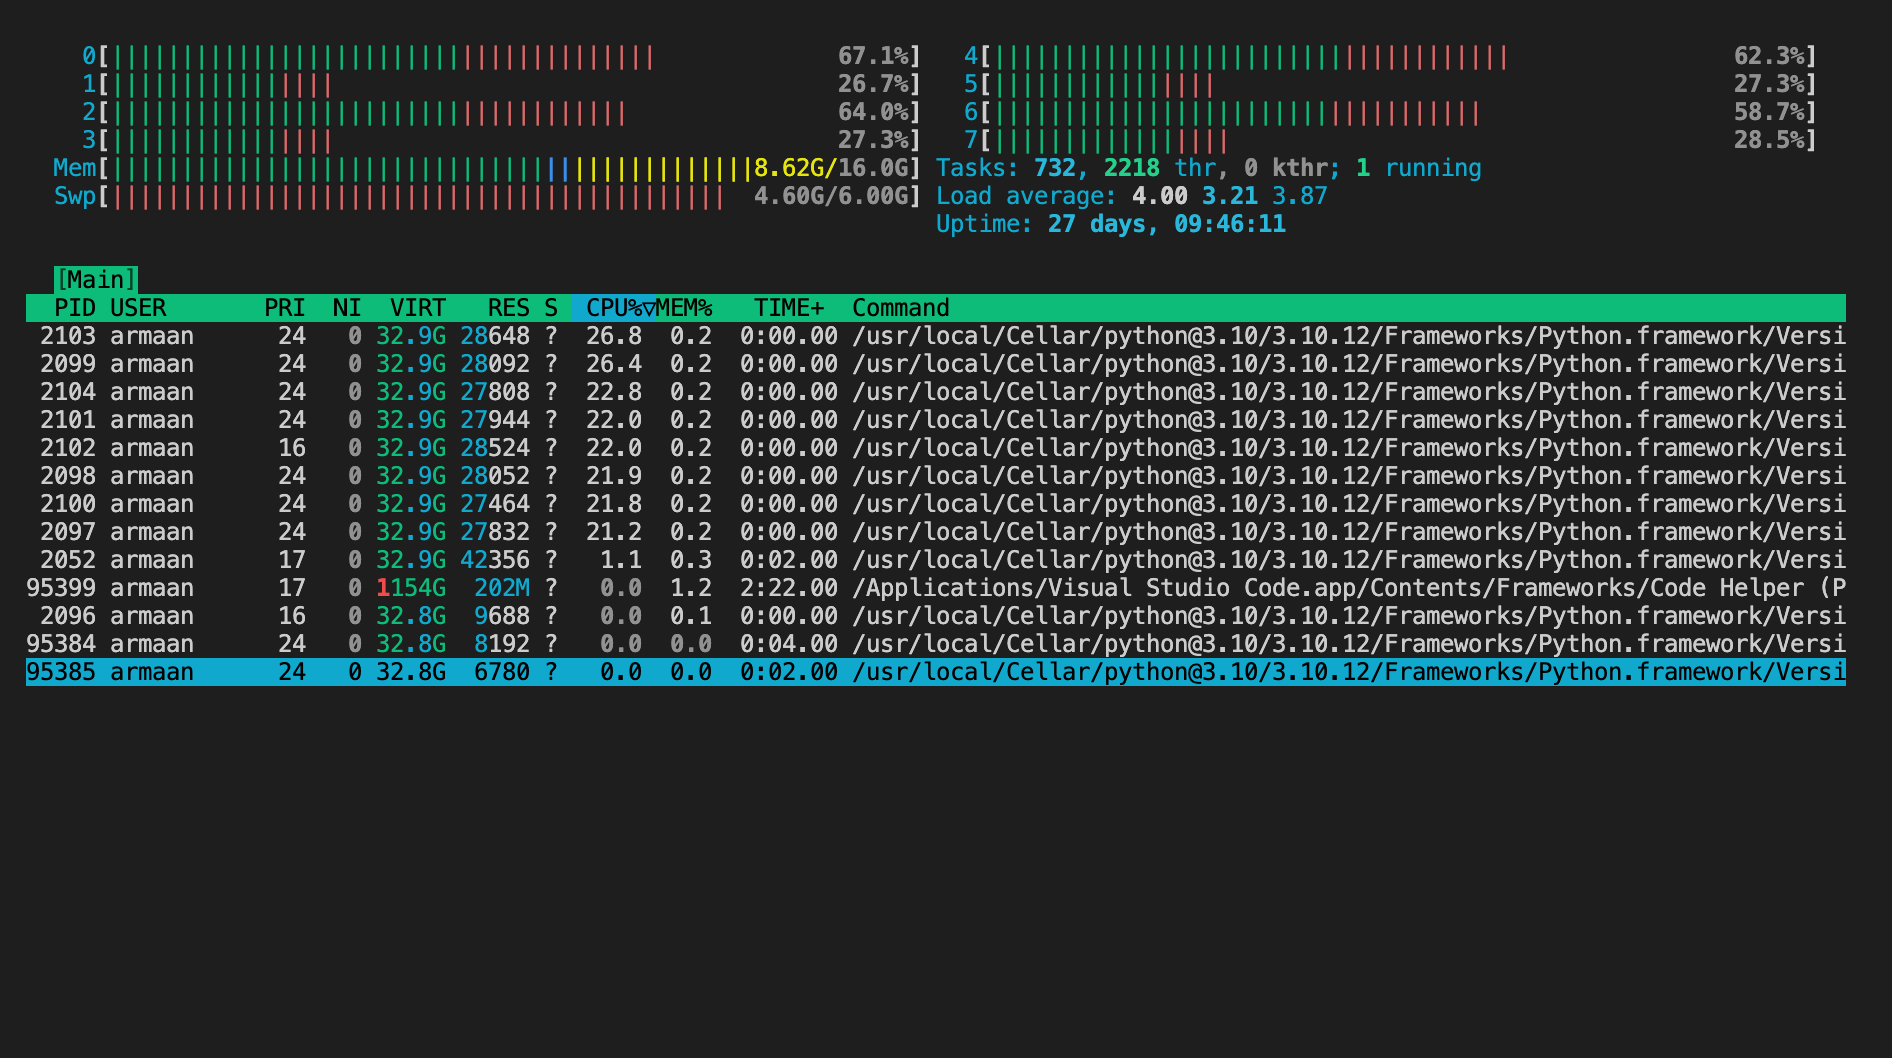 0[67.1%] 4[62.3%]
1[26.7%] 5[27.3%]
2[64.0%] 6[58.7%]
3[27.3%] 7[28.5%]
Mem[8.62G/16.0G] Tasks: 732, 2218 thr, 0 kthr; 1 running
Swp[4.60G/6.00G] Load average: 4.00 3.21 3.87
Uptime: 27 days, 09:46:11
[Main]
PID USER PRI NI VIRT RES S CPU%▽MEM% TIME+ Command
2103 armaan 24 0 32.9G 28648 ? 26.8 0.2 0:00.00 /usr/local/Cellar/python@3.10/3.10.12/Frameworks/Python.framework/Versi
2099 armaan 24 0 32.9G 28092 ? 26.4 0.2 0:00.00 /usr/local/Cellar/python@3.10/3.10.12/Frameworks/Python.framework/Versi
2104 armaan 24 0 32.9G 27808 ? 22.8 0.2 0:00.00 /usr/local/Cellar/python@3.10/3.10.12/Frameworks/Python.framework/Versi
2101 armaan 24 0 32.9G 27944 ? 22.0 0.2 0:00.00 /usr/local/Cellar/python@3.10/3.10.12/Frameworks/Python.framework/Versi
2102 armaan 16 0 32.9G 28524 ? 22.0 0.2 0:00.00 /usr/local/Cellar/python@3.10/3.10.12/Frameworks/Python.framework/Versi
2098 armaan 24 0 32.9G 28052 ? 21.9 0.2 0:00.00 /usr/local/Cellar/python@3.10/3.10.12/Frameworks/Python.framework/Versi
2100 armaan 24 0 32.9G 27464 ? 21.8 0.2 0:00.00 /usr/local/Cellar/python@3.10/3.10.12/Frameworks/Python.framework/Versi
2097 armaan 24 0 32.9G 27832 ? 21.2 0.2 0:00.00 /usr/local/Cellar/python@3.10/3.10.12/Frameworks/Python.framework/Versi
2052 armaan 17 0 32.9G 42356 ? 1.1 0.3 0:02.00 /usr/local/Cellar/python@3.10/3.10.12/Frameworks/Python.framework/Versi
95399 armaan 17 0 1154G 202M ? 0.0 1.2 2:22.00 /Applications/Visual Studio Code.app/Contents/Frameworks/Code Helper (P
2096 armaan 16 0 32.8G 9688 ? 0.0 0.1 0:00.00 /usr/local/Cellar/python@3.10/3.10.12/Frameworks/Python.framework/Versi
95384 armaan 24 0 32.8G 8192 ? 0.0 0.0 0:04.00 /usr/local/Cellar/python@3.10/3.10.12/Frameworks/Python.framework/Versi
95385 armaan 24 0 32.8G 6780 ? 0.0 0.0 0:02.00 /usr/local/Cellar/python@3.10/3.10.12/Frameworks/Python.framework/Versi